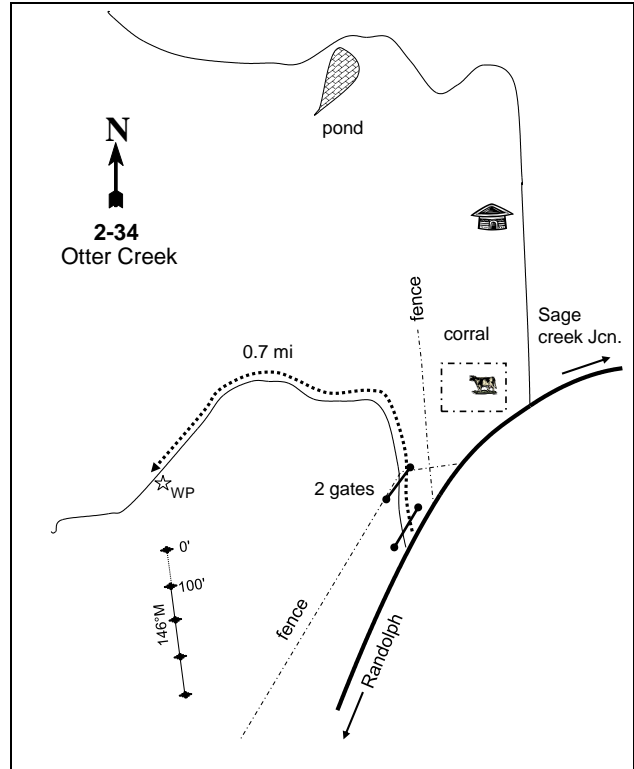 pond
N
2-34
Otter Creek
fence
corral
Sage
creek Jcn.
0.7 mi
2 gates
WP
0'
100'
146°M
fence
Randolph